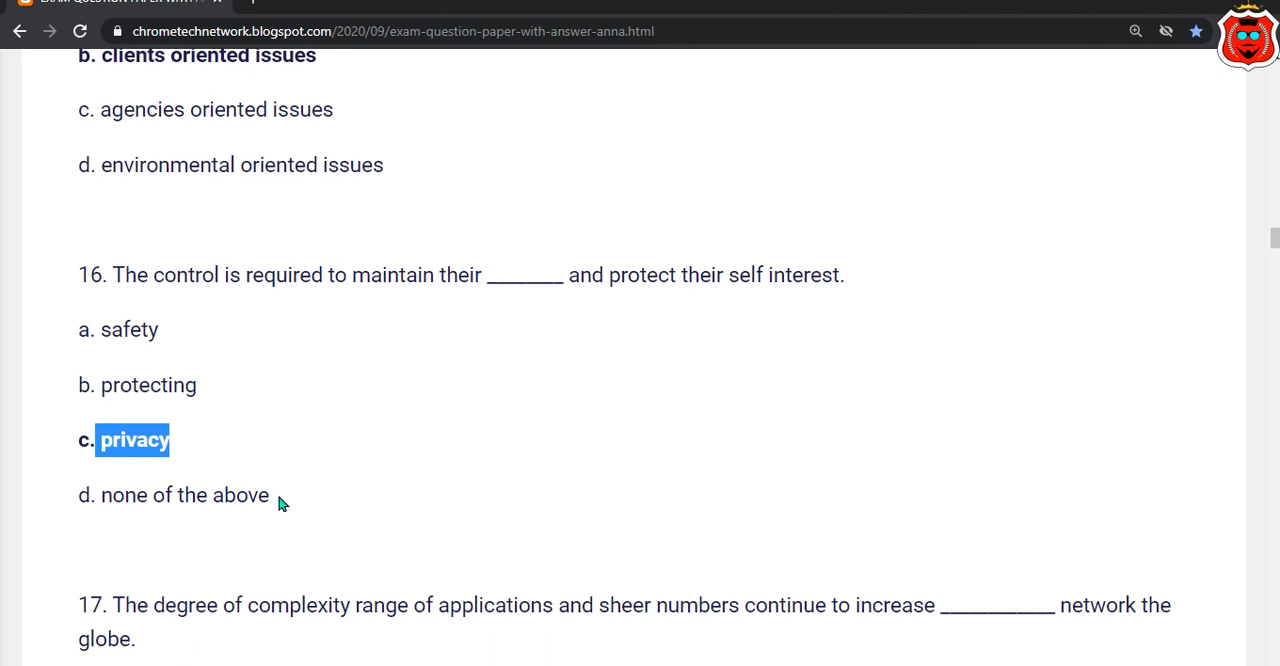 chrometechnetwork.blogspot.com/2020/09/exam-question-paper-with-answer-anna.html
b. clients oriented issues
c. agencies oriented issues
d. environmental oriented issues
16. The control is required to maintain their ________ and protect their self interest.
a. safety
b. protecting
c. privacy
d. none of the above
17. The degree of complexity range of applications and sheer numbers continue to increase ____________ network the
globe.